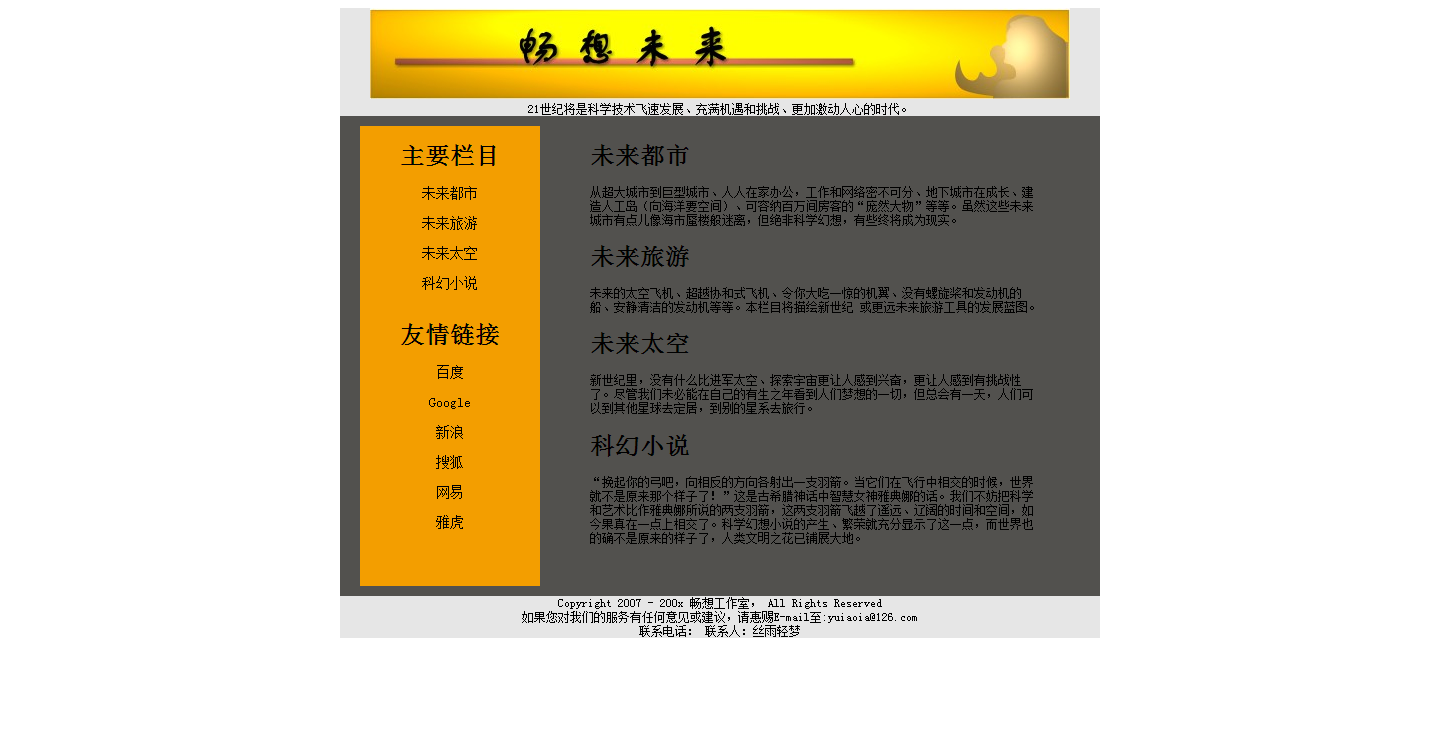 畅想未来
21世纪将是科学技术飞速发展、充满机遇和挑战、更加激动人心的时代。
主要栏目
未来都市
未来旅游
未来太空
科幻小说
友情链接
百度
Google
新浪
搜狐
网易
雅虎
未来都市
从超大城市到巨型城市、人人在家办公，工作和网络密不可分、地下城市在成长、建
造人工岛（向海洋要空间）、可容纳百万间房客的“庞然大物”等等。虽然这些未来
城市有点儿像海市蜃楼般迷离，但绝非科学幻想，有些终将成为现实。
未来旅游
未来的太空飞机、超越协和式飞机、令你大吃一惊的机翼、没有螺旋桨和发动机的
船、安静清洁的发动机等等。本栏目将描绘新世纪 或更远未来旅游工具的发展蓝图。
未来太空
新世纪里，没有什么比进军太空、探索宇宙更让人感到兴奋，更让人感到有挑战性
了。尽管我们未必能在自己的有生之年看到人们梦想的一切，但总会有一天，人们可
以到其他星球去定居，到别的星系去旅行。
科幻小说
“挽起你的弓吧，向相反的方向各射出一支羽箭。当它们在飞行中相交的时候，世界
就不是原来那个样子了！”这是古希腊神话中智慧女神雅典娜的话。我们不妨把科学
和艺术比作雅典娜所说的两支羽箭，这两支羽箭飞越了遥远、辽阔的时间和空间，如
今果真在一点上相交了。科学幻想小说的产生、繁荣就充分显示了这一点，而世界也
的确不是原来的样子了，人类文明之花已铺展大地。
Copyright 2007 - 200x 畅想工作室， All Rights Reserved
如果您对我们的服务有任何意见或建议，请惠赐E-mail至:yuiaoia@126.com
联系电话： 联系人：丝雨轻梦